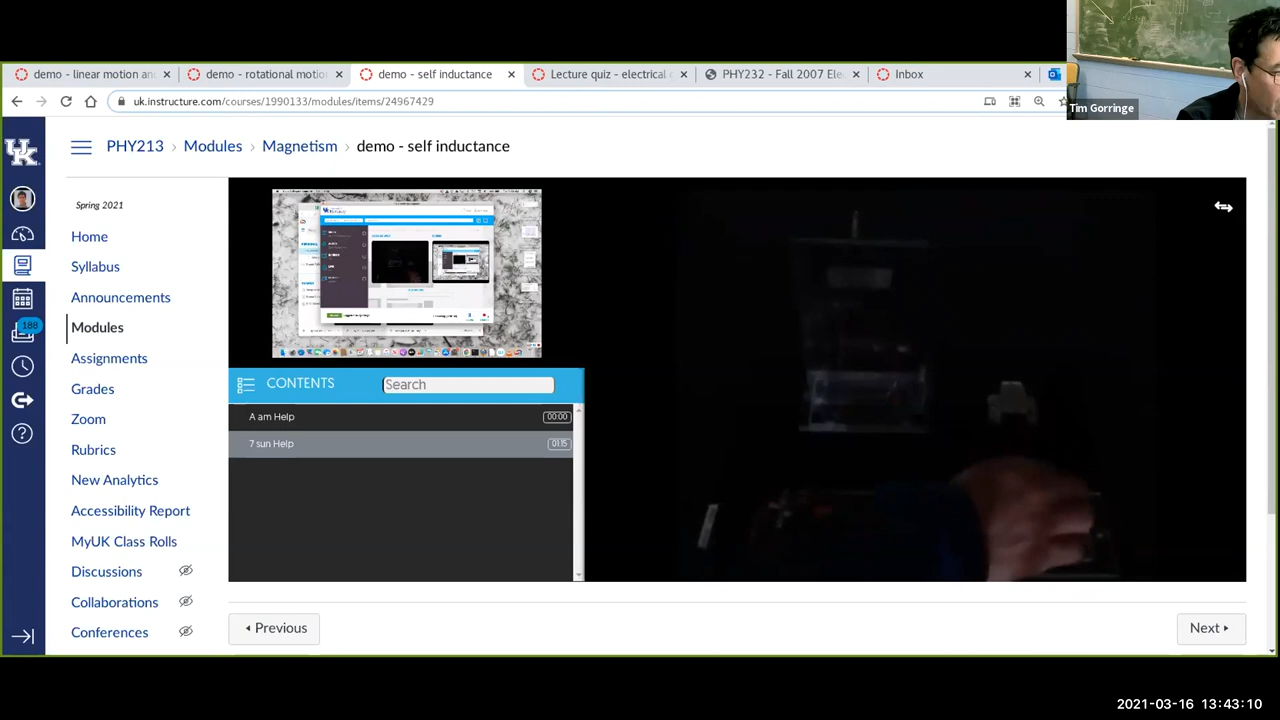 demo - linear motion an
demo - rotational motio
demo - self inductance
Lecture quiz - electrical
PHY232 - Fall 2007 Ele
Inbox
uk.instructure.com/courses/1990133/modules/items/24967429
Tim Gorringe
UK
PHY213 > Modules > Magnetism > demo - self inductance
Spring 2021
Home
Syllabus
Announcements
188
Modules
Assignments
Grades
Zoom
Rubrics
New Analytics
Accessibility Report
MyUK Class Rolls
Discussions
Collaborations
Conferences
CONTENTS
Search
A am Help 00:00
7 sun Help 01:15
Previous
Next
2021-03-16 13:43:10